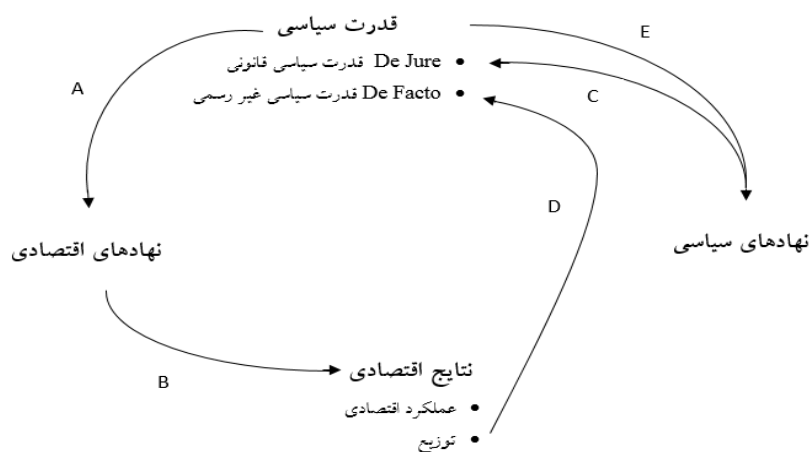 قدرت سیاسی
E
• De Jure قدرت سیاسی قانونی
A
• De Facto قدرت سیاسی غیر رسمی
C
D
نهادهای سیاسی
نهادهای اقتصادی
نتایج اقتصادی
B
• عملکرد اقتصادی
• توزیع